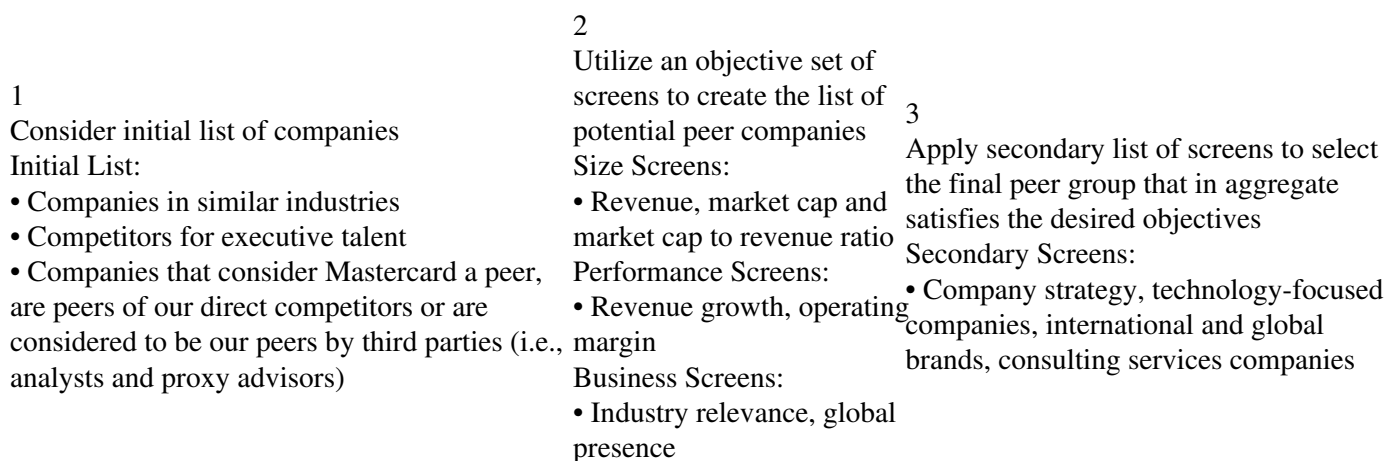 1
Consider initial list of companies
Initial List:
• Companies in similar industries
• Competitors for executive talent
• Companies that consider Mastercard a peer,
are peers of our direct competitors or are
considered to be our peers by third parties (i.e.,
analysts and proxy advisors)
2
Utilize an objective set of
screens to create the list of
potential peer companies
Size Screens:
• Revenue, market cap and
market cap to revenue ratio
Performance Screens:
• Revenue growth, operating
margin
Business Screens:
• Industry relevance, global
presence
3
Apply secondary list of screens to select
the final peer group that in aggregate
satisfies the desired objectives
Secondary Screens:
• Company strategy, technology-focused
companies, international and global
brands, consulting services companies